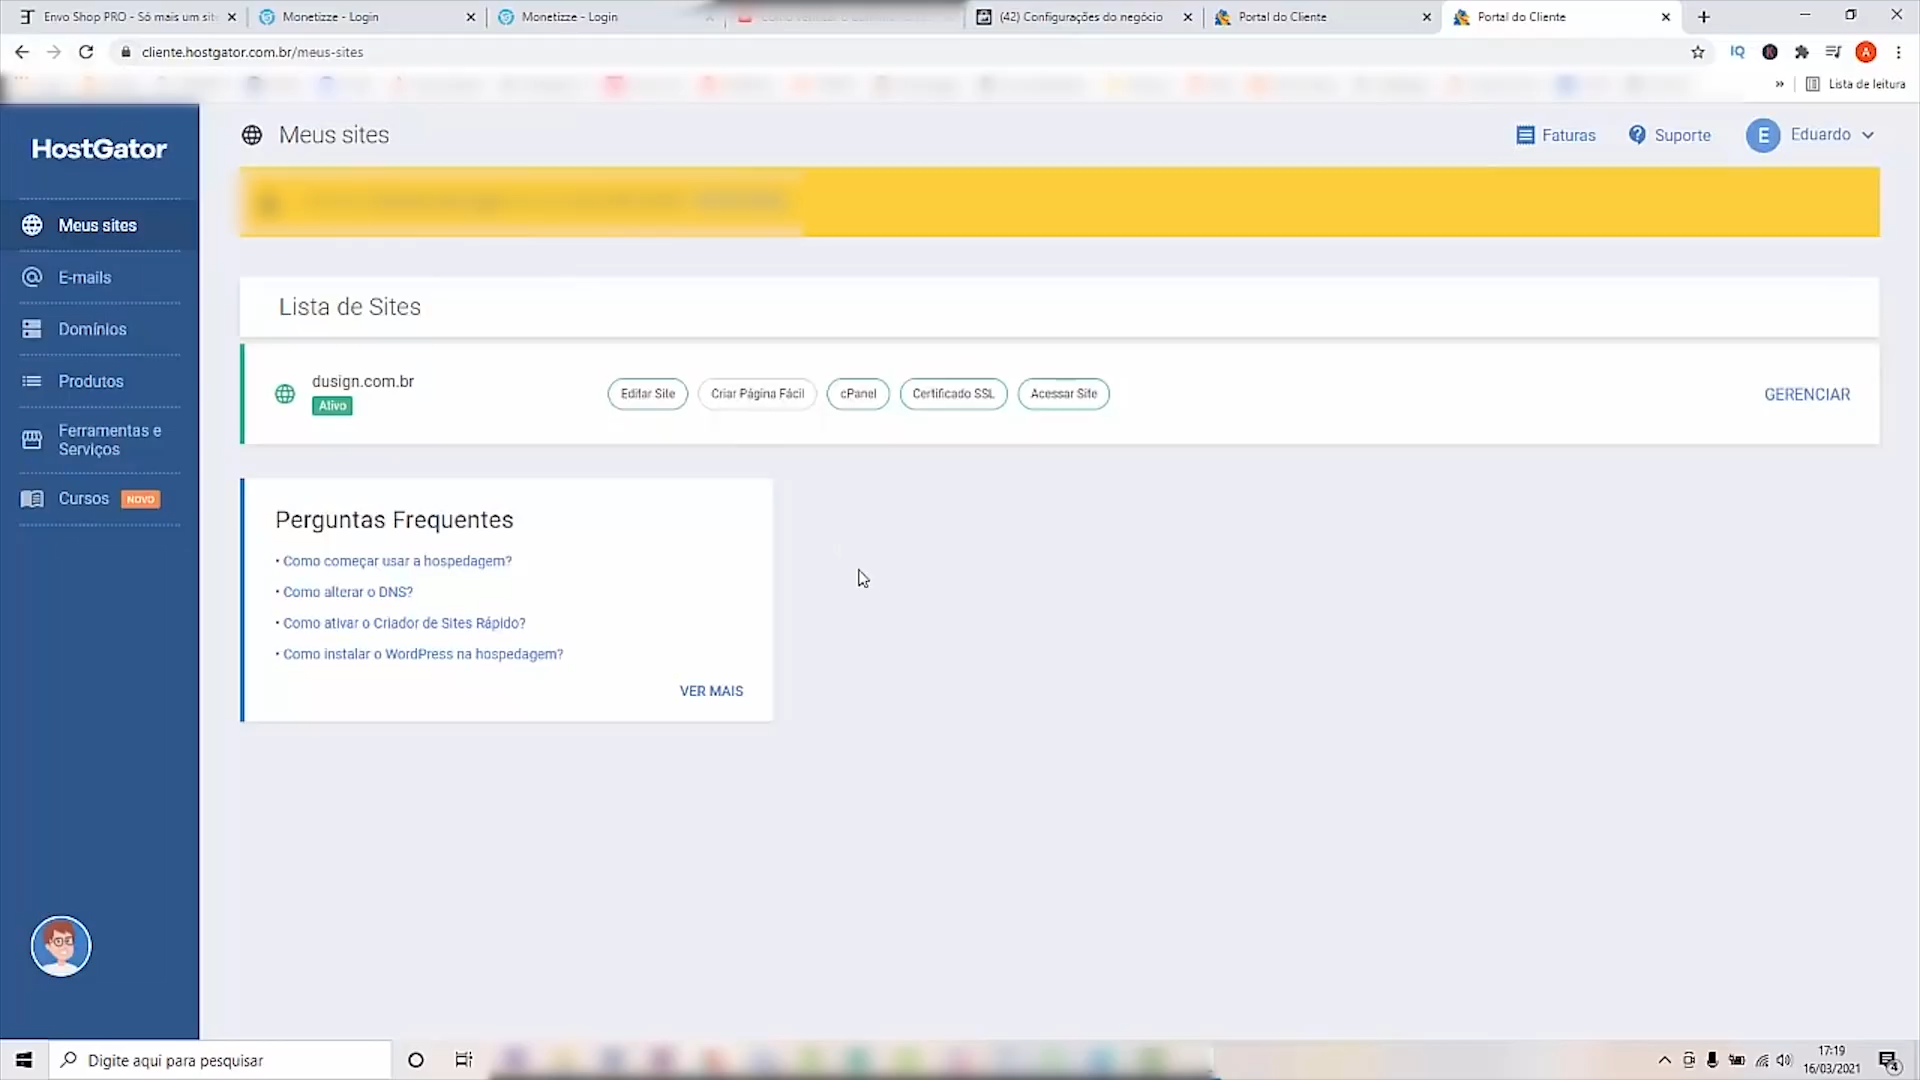 Envo Shop PRO - Só mais um sit
Monetizze - Login
Monetizze - Login
(42) Configurações do negócio
Portal do Cliente
Portal do Cliente
cliente.hostgator.com.br/meus-sites
IQ
A
Lista de leitura
HostGator
Meus sites
E-mails
Domínios
Produtos
Ferramentas e
Serviços
Cursos NOVO
Meus sites
Faturas
Suporte
E
Eduardo
Lista de Sites
dusign.com.br
Ativo
Editar Site
Criar Página Fácil
cPanel
Certificado SSL
Acessar Site
GERENCIAR
Perguntas Frequentes
• Como começar usar a hospedagem?
• Como alterar o DNS?
• Como ativar o Criador de Sites Rápido?
• Como instalar o WordPress na hospedagem?
VER MAIS
Digite aqui para pesquisar
17:19
16/03/2021
4